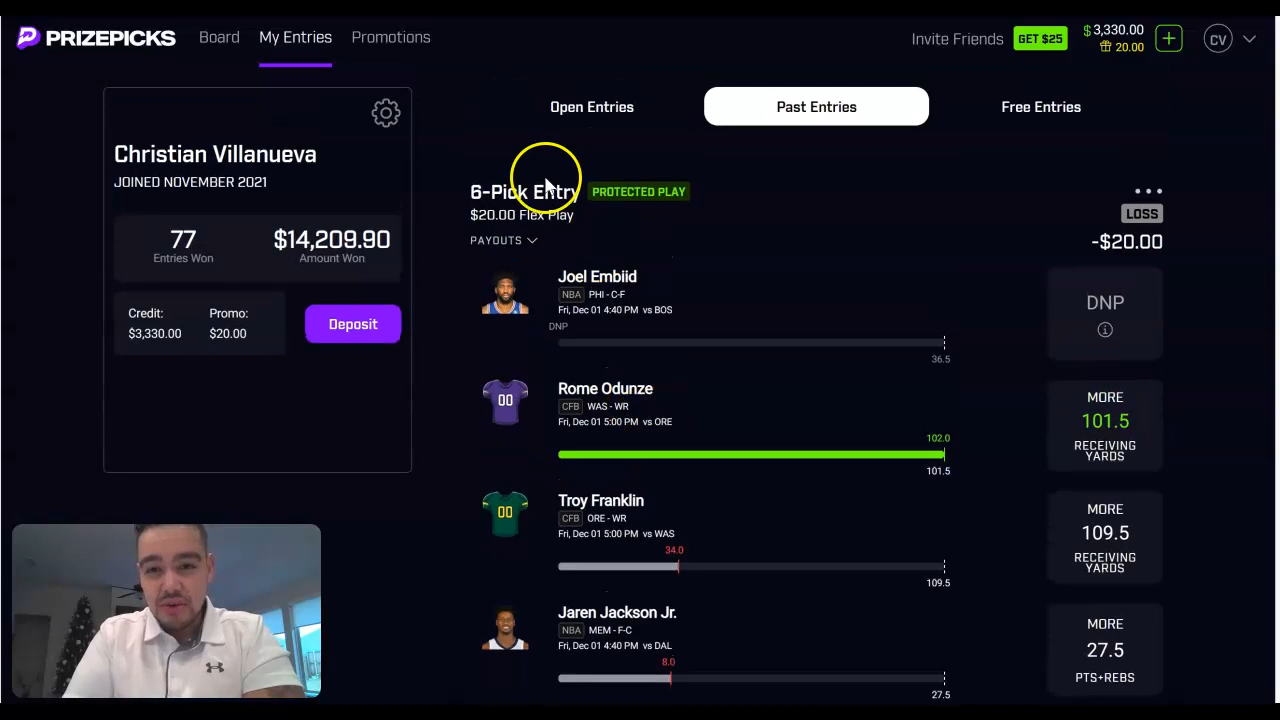 PRIZEPICKS Board My Entries Promotions Invite Friends GET $25 $3,330.00 20.00 CV
Open Entries Past Entries Free Entries
Christian Villanueva
JOINED NOVEMBER 2021
77 $14,209.90
Entries Won Amount Won
Credit: Promo:
$3,330.00 $20.00
Deposit
6-Pick Entry PROTECTED PLAY
$20.00 Flex Play
PAYOUTS
LOSS
-$20.00
Joel Embiid
NBA PHI - C-F
Fri, Dec 01 4:40 PM vs BOS
DNP
36.5
DNP
Rome Odunze
00
CFB WAS - WR
Fri, Dec 01 5:00 PM vs ORE
102.0
101.5
MORE
101.5
RECEIVING
YARDS
Troy Franklin
00
CFB ORE - WR
Fri, Dec 01 5:00 PM vs WAS
34.0
109.5
MORE
109.5
RECEIVING
YARDS
Jaren Jackson Jr.
NBA MEM - F-C
Fri, Dec 01 4:40 PM vs DAL
8.0
27.5
MORE
27.5
PTS+REBS